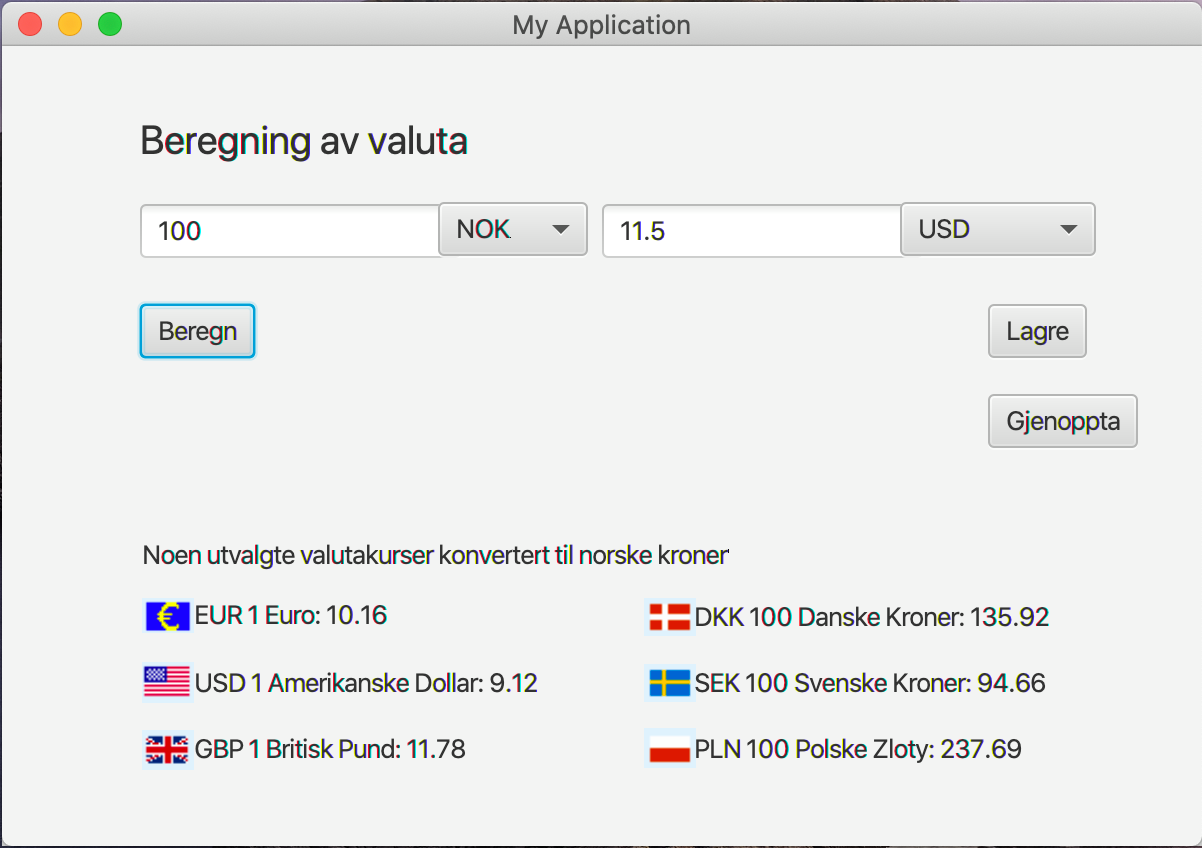 My Application
Beregning av valuta
100 NOK 11.5 USD
Beregn Lagre
Gjenoppta
Noen utvalgte valutakurser konvertert til norske kroner
€ EUR 1 Euro: 10.16 DKK 100 Danske Kroner: 135.92
USD 1 Amerikanske Dollar: 9.12 SEK 100 Svenske Kroner: 94.66
GBP 1 Britisk Pund: 11.78 PLN 100 Polske Zloty: 237.69